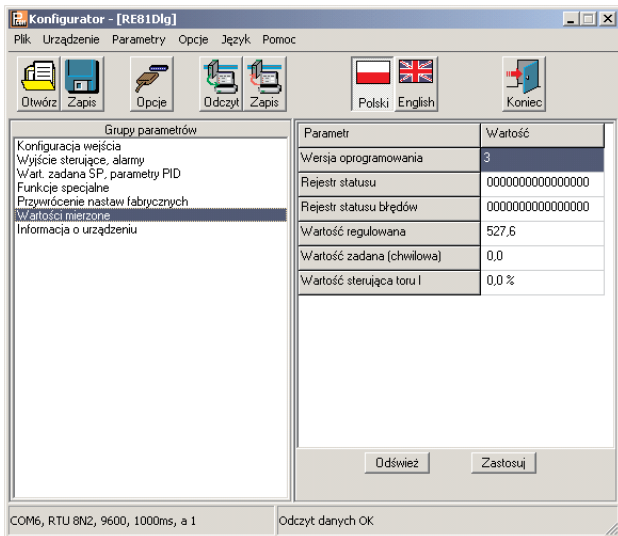 Konfigurator - [RE81Dlg]
Plik Urządzenie Parametry Opcje Język Pomoc
Otwórz Zapis Opcje Odczyt Zapis Polski English Koniec
Grupy parametrów
Konfiguracja wejścia
Wyjście sterujące, alarmy
Wart. zadana SP, parametry PID
Funkcje specjalne
Przywrócenie nastaw fabrycznych
Wartości mierzone
Informacja o urządzeniu
Parametr Wartość
Wersja oprogramowania 3
Rejestr statusu 0000000000000000
Rejestr statusu błędów 0000000000000000
Wartość regulowana 527,6
Wartość zadana (chwilowa) 0,0
Wartość sterująca toru I 0,0 %
Odśwież Zastosuj
COM6, RTU 8N2, 9600, 1000ms, a 1 Odczyt danych OK